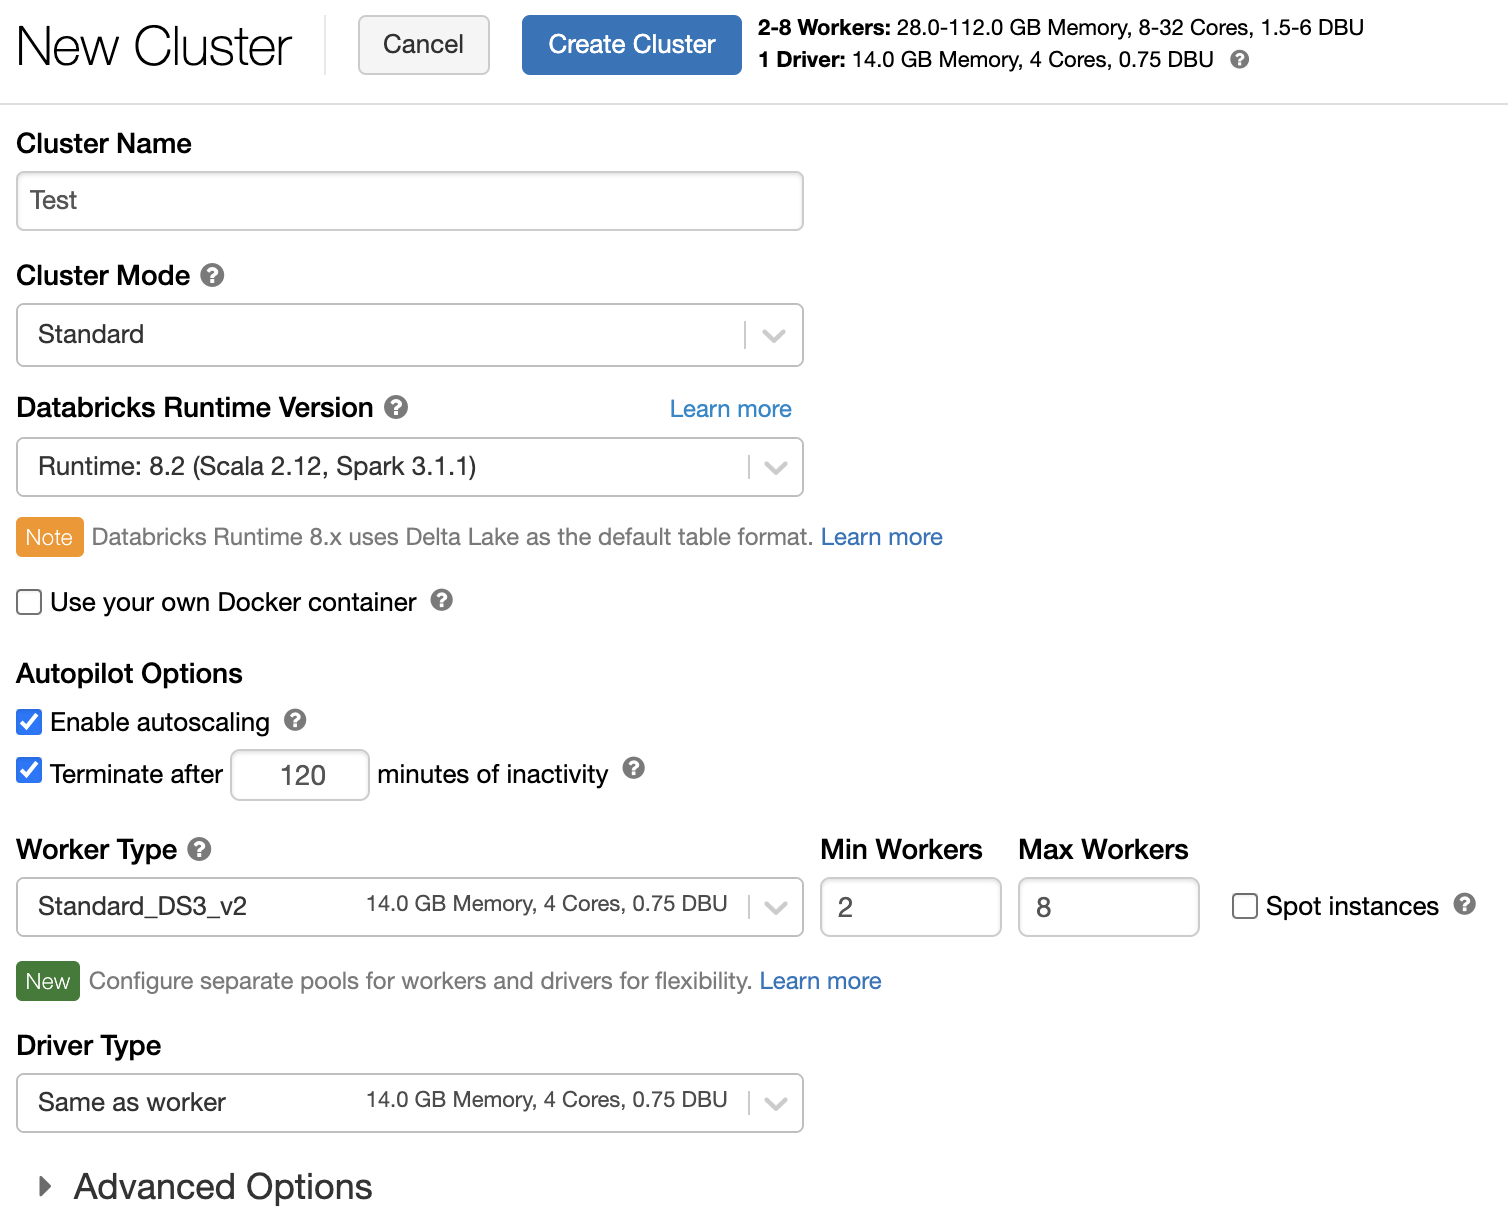 New Cluster
Cancel
Create Cluster
2-8 Workers: 28.0-112.0 GB Memory, 8-32 Cores, 1.5-6 DBU
1 Driver: 14.0 GB Memory, 4 Cores, 0.75 DBU ?
Cluster Name
Test
Cluster Mode ?
Standard
Databricks Runtime Version ? Learn more
Runtime: 8.2 (Scala 2.12, Spark 3.1.1)
Note Databricks Runtime 8.x uses Delta Lake as the default table format. Learn more
Use your own Docker container ?
Autopilot Options
Enable autoscaling ?
Terminate after 120 minutes of inactivity ?
Worker Type ? Min Workers Max Workers
Standard_DS3_v2 14.0 GB Memory, 4 Cores, 0.75 DBU 2 8 Spot instances ?
New Configure separate pools for workers and drivers for flexibility. Learn more
Driver Type
Same as worker 14.0 GB Memory, 4 Cores, 0.75 DBU
Advanced Options